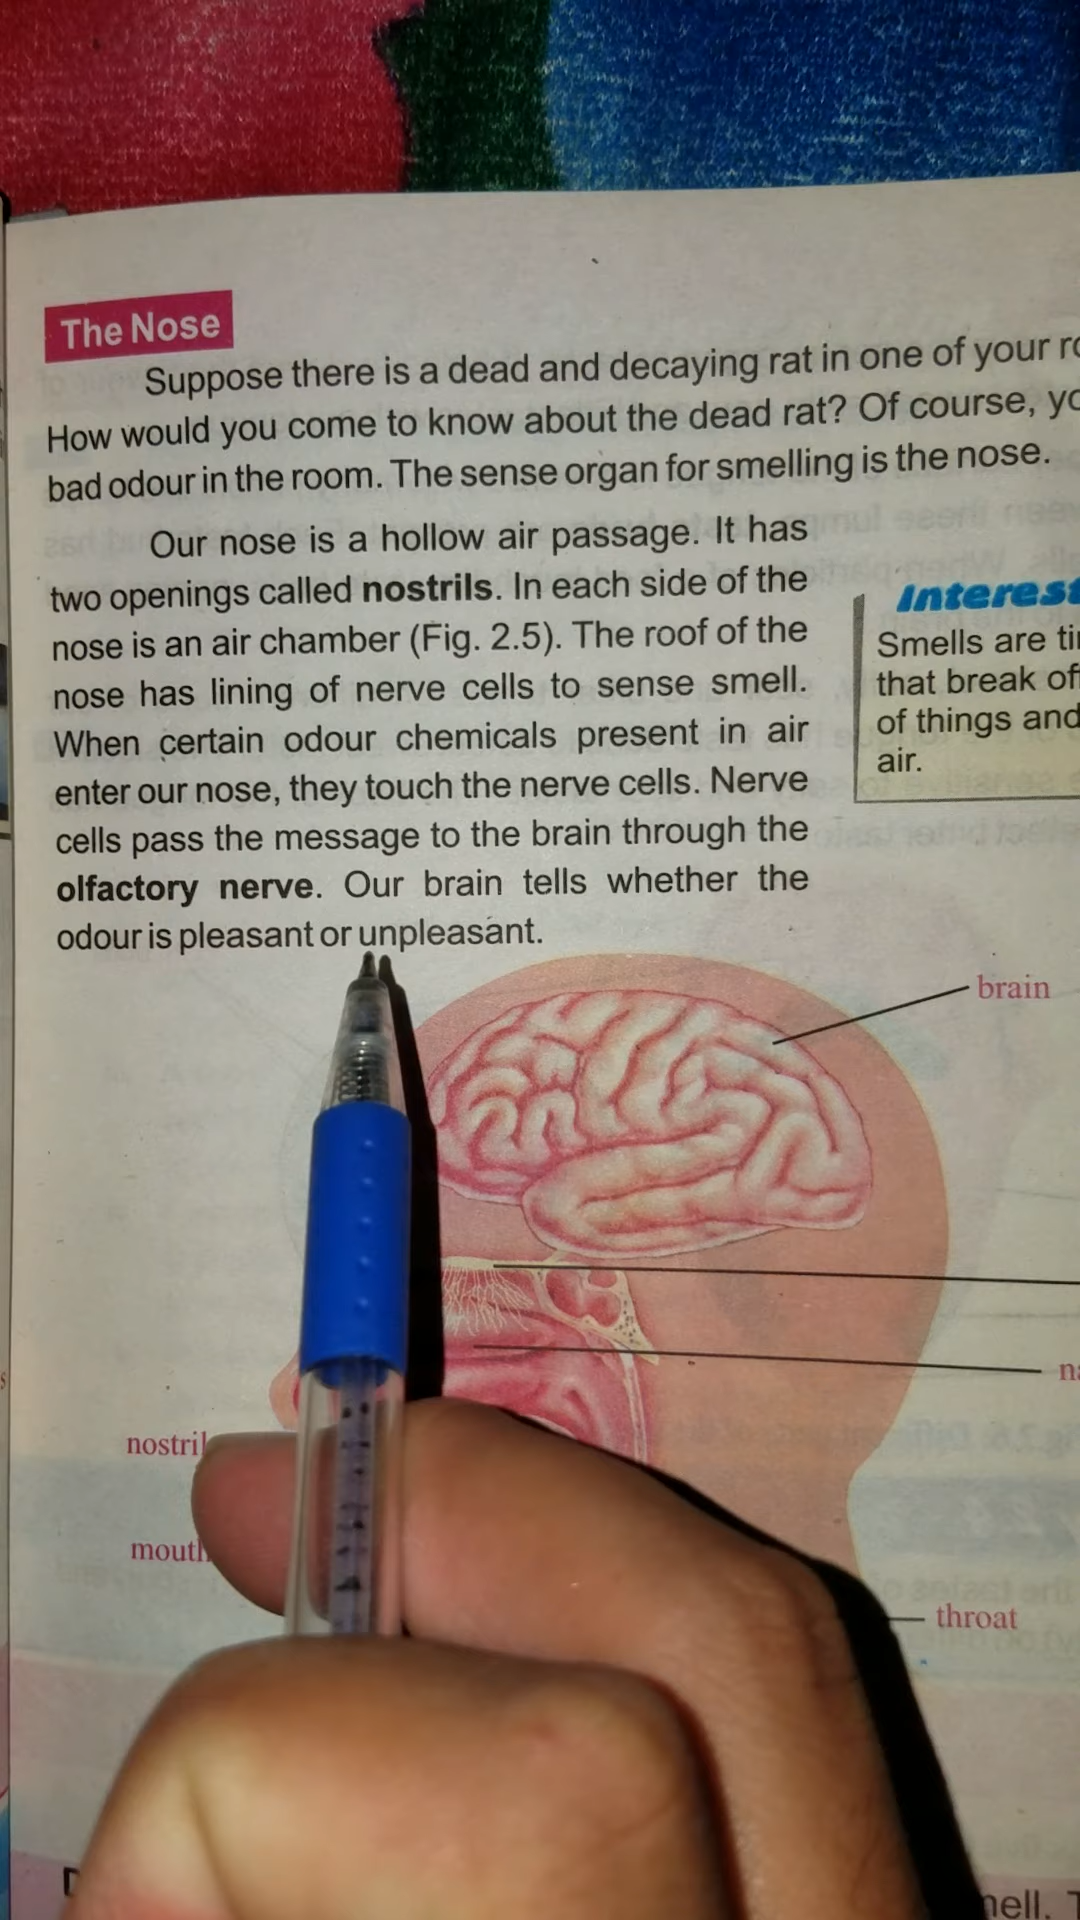 The Nose
Suppose there is a dead and decaying rat in one of your
How would you come to know about the dead rat? Of course,
bad odour in the room. The sense organ for smelling is the nose.
Our nose is a hollow air passage. It has
two openings called nostrils. In each side of the
nose is an air chamber (Fig. 2.5). The roof of the
nose has lining of nerve cells to sense smell.
When certain odour chemicals present in air
enter our nose, they touch the nerve cells. Nerve
cells pass the message to the brain through the
olfactory nerve. Our brain tells whether the
odour is pleasant or unpleasant.
Smells are
that break
of things and
air.
brain
nostril
mouth
throat